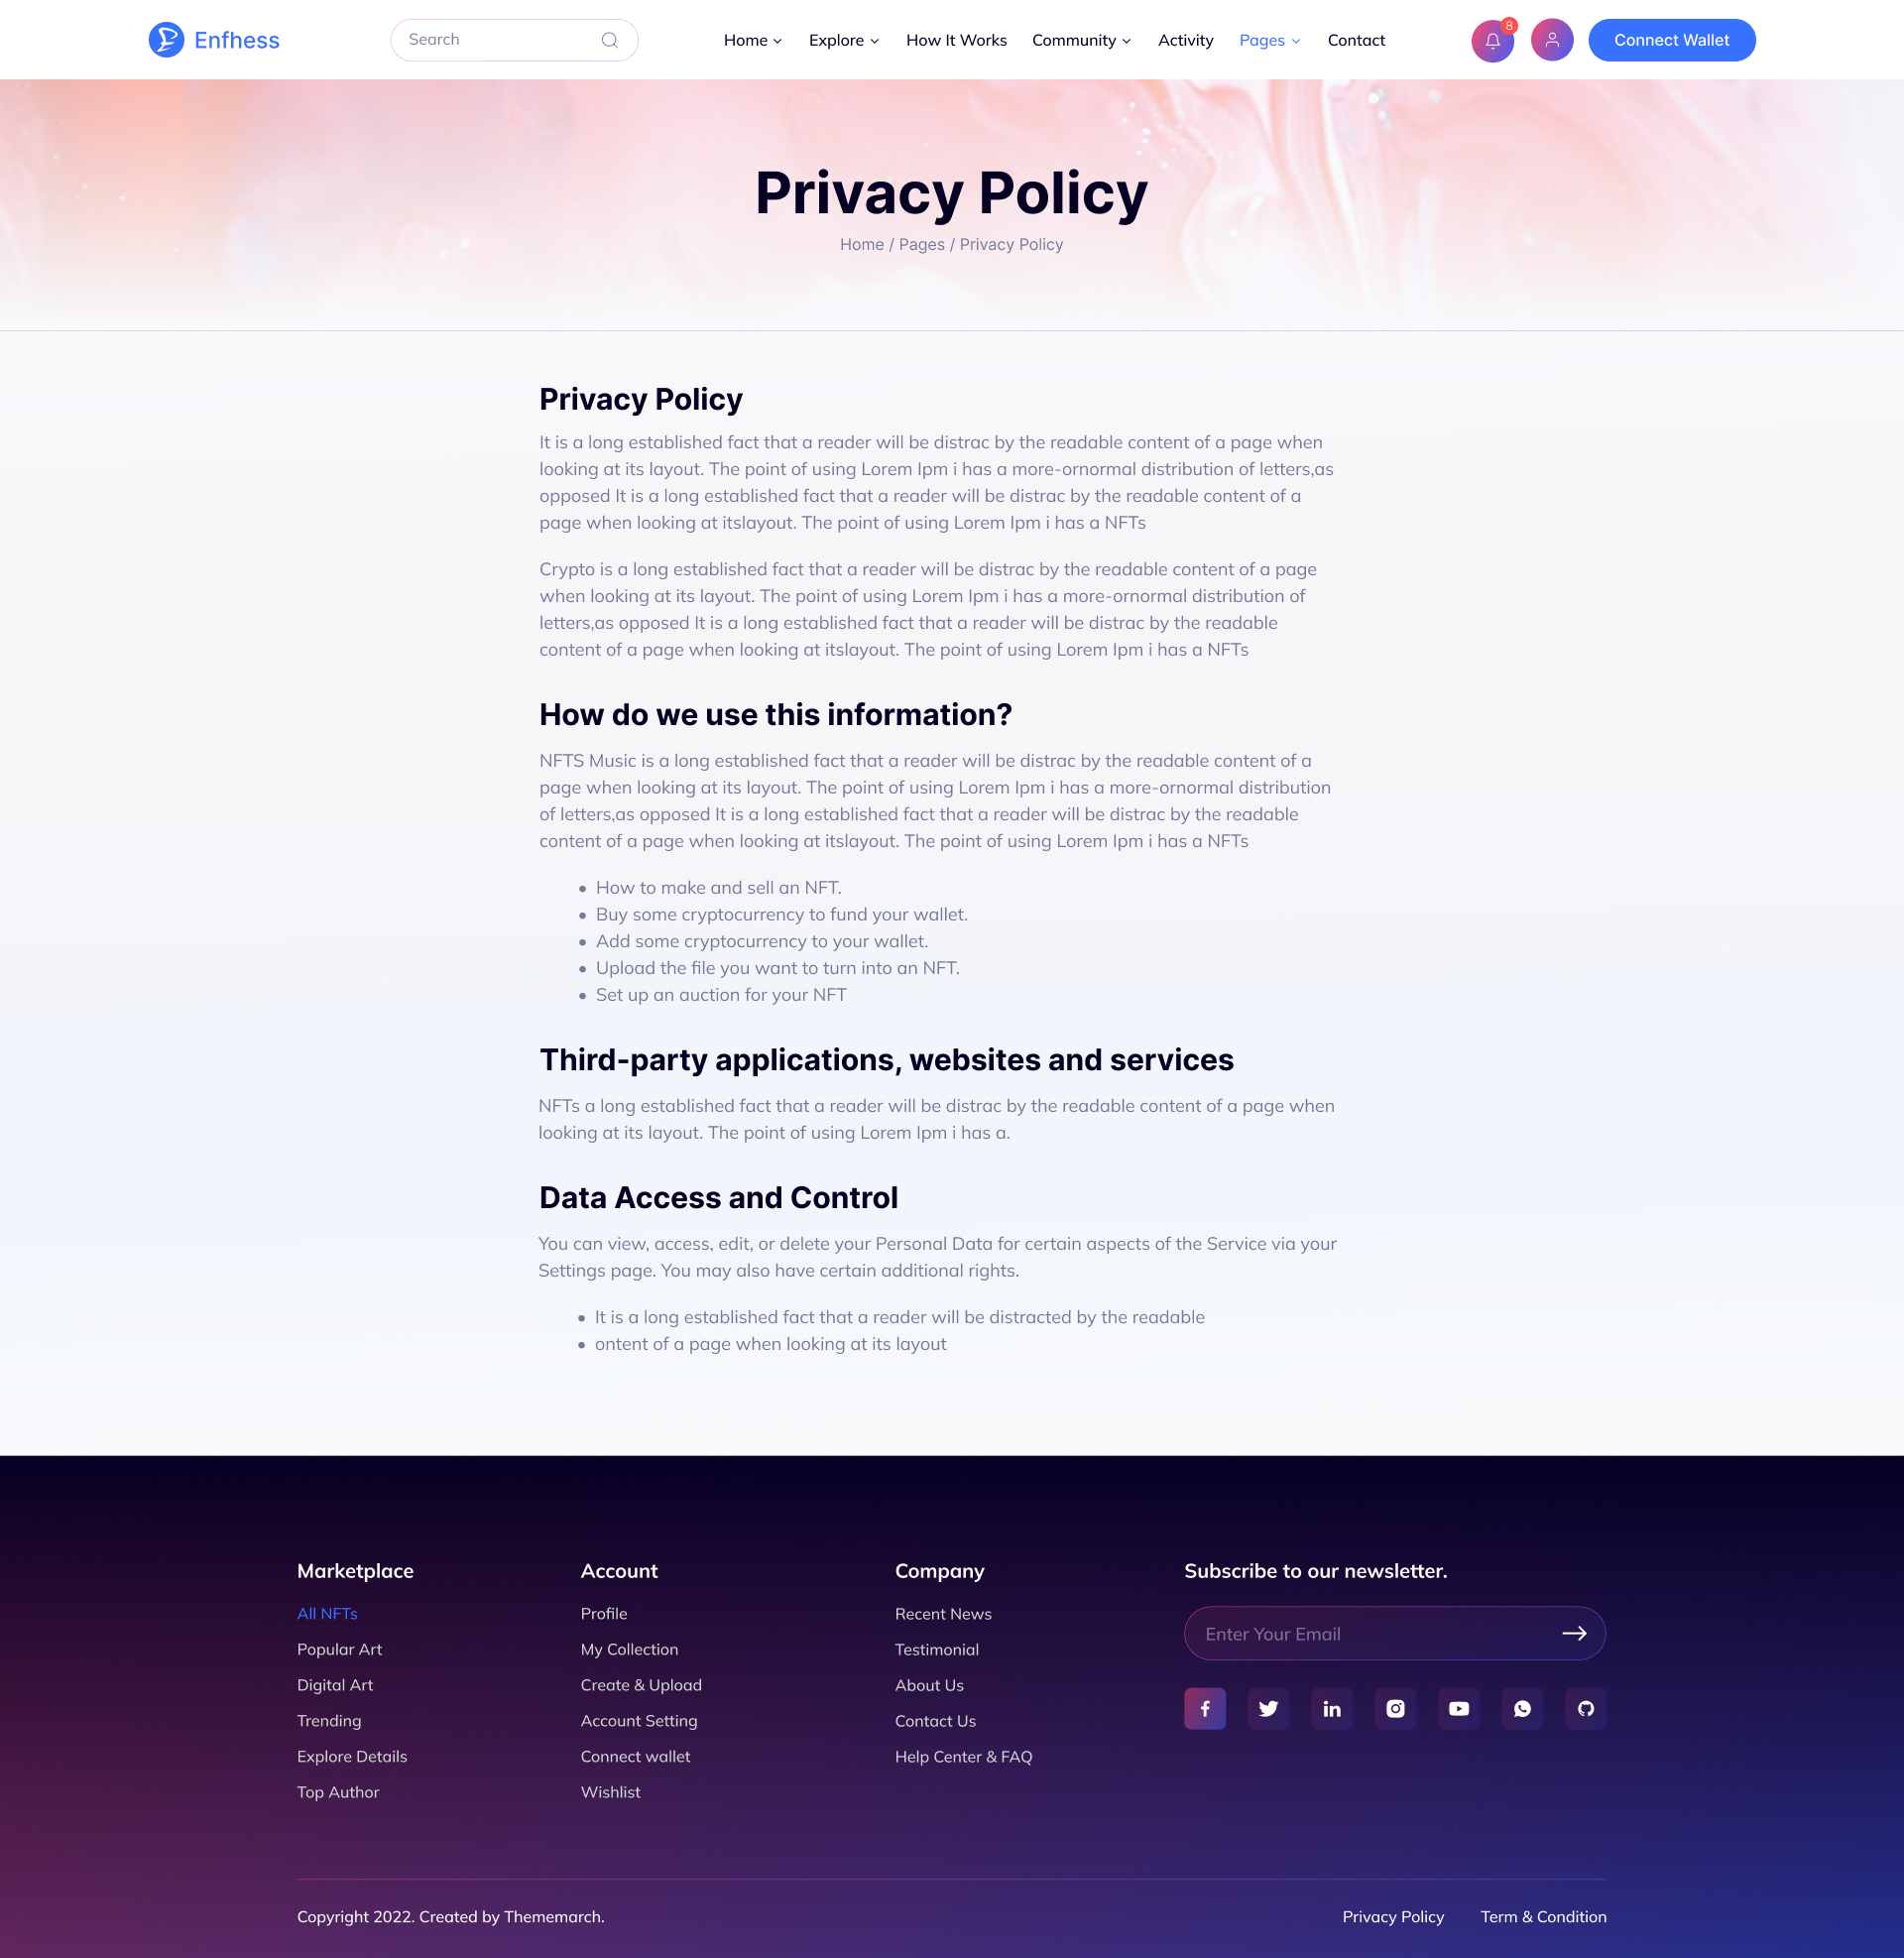 Enfhess
Search
Home
Explore
How It Works
Community
Activity
Pages
Contact
8
Connect Wallet
Privacy Policy
Home / Pages / Privacy Policy
Privacy Policy
It is a long established fact that a reader will be distrac by the readable content of a page when
looking at its layout. The point of using Lorem Ipm i has a more-ornormal distribution of letters,as
opposed It is a long established fact that a reader will be distrac by the readable content of a
page when looking at itslayout. The point of using Lorem Ipm i has a NFTs
Crypto is a long established fact that a reader will be distrac by the readable content of a page
when looking at its layout. The point of using Lorem Ipm i has a more-ornormal distribution of
letters,as opposed It is a long established fact that a reader will be distrac by the readable
content of a page when looking at itslayout. The point of using Lorem Ipm i has a NFTs
How do we use this information?
NFTS Music is a long established fact that a reader will be distrac by the readable content of a
page when looking at its layout. The point of using Lorem Ipm i has a more-ornormal distribution
of letters,as opposed It is a long established fact that a reader will be distrac by the readable
content of a page when looking at itslayout. The point of using Lorem Ipm i has a NFTs
• How to make and sell an NFT.
• Buy some cryptocurrency to fund your wallet.
• Add some cryptocurrency to your wallet.
• Upload the file you want to turn into an NFT.
• Set up an auction for your NFT
Third-party applications, websites and services
NFTs a long established fact that a reader will be distrac by the readable content of a page when
looking at its layout. The point of using Lorem Ipm i has a.
Data Access and Control
You can view, access, edit, or delete your Personal Data for certain aspects of the Service via your
Settings page. You may also have certain additional rights.
• It is a long established fact that a reader will be distracted by the readable
• ontent of a page when looking at its layout
Marketplace
All NFTs
Popular Art
Digital Art
Trending
Explore Details
Top Author
Account
Profile
My Collection
Create & Upload
Account Setting
Connect wallet
Wishlist
Company
Recent News
Testimonial
About Us
Contact Us
Help Center & FAQ
Subscribe to our newsletter.
Enter Your Email
Copyright 2022. Created by Thememarch.
Privacy Policy
Term & Condition